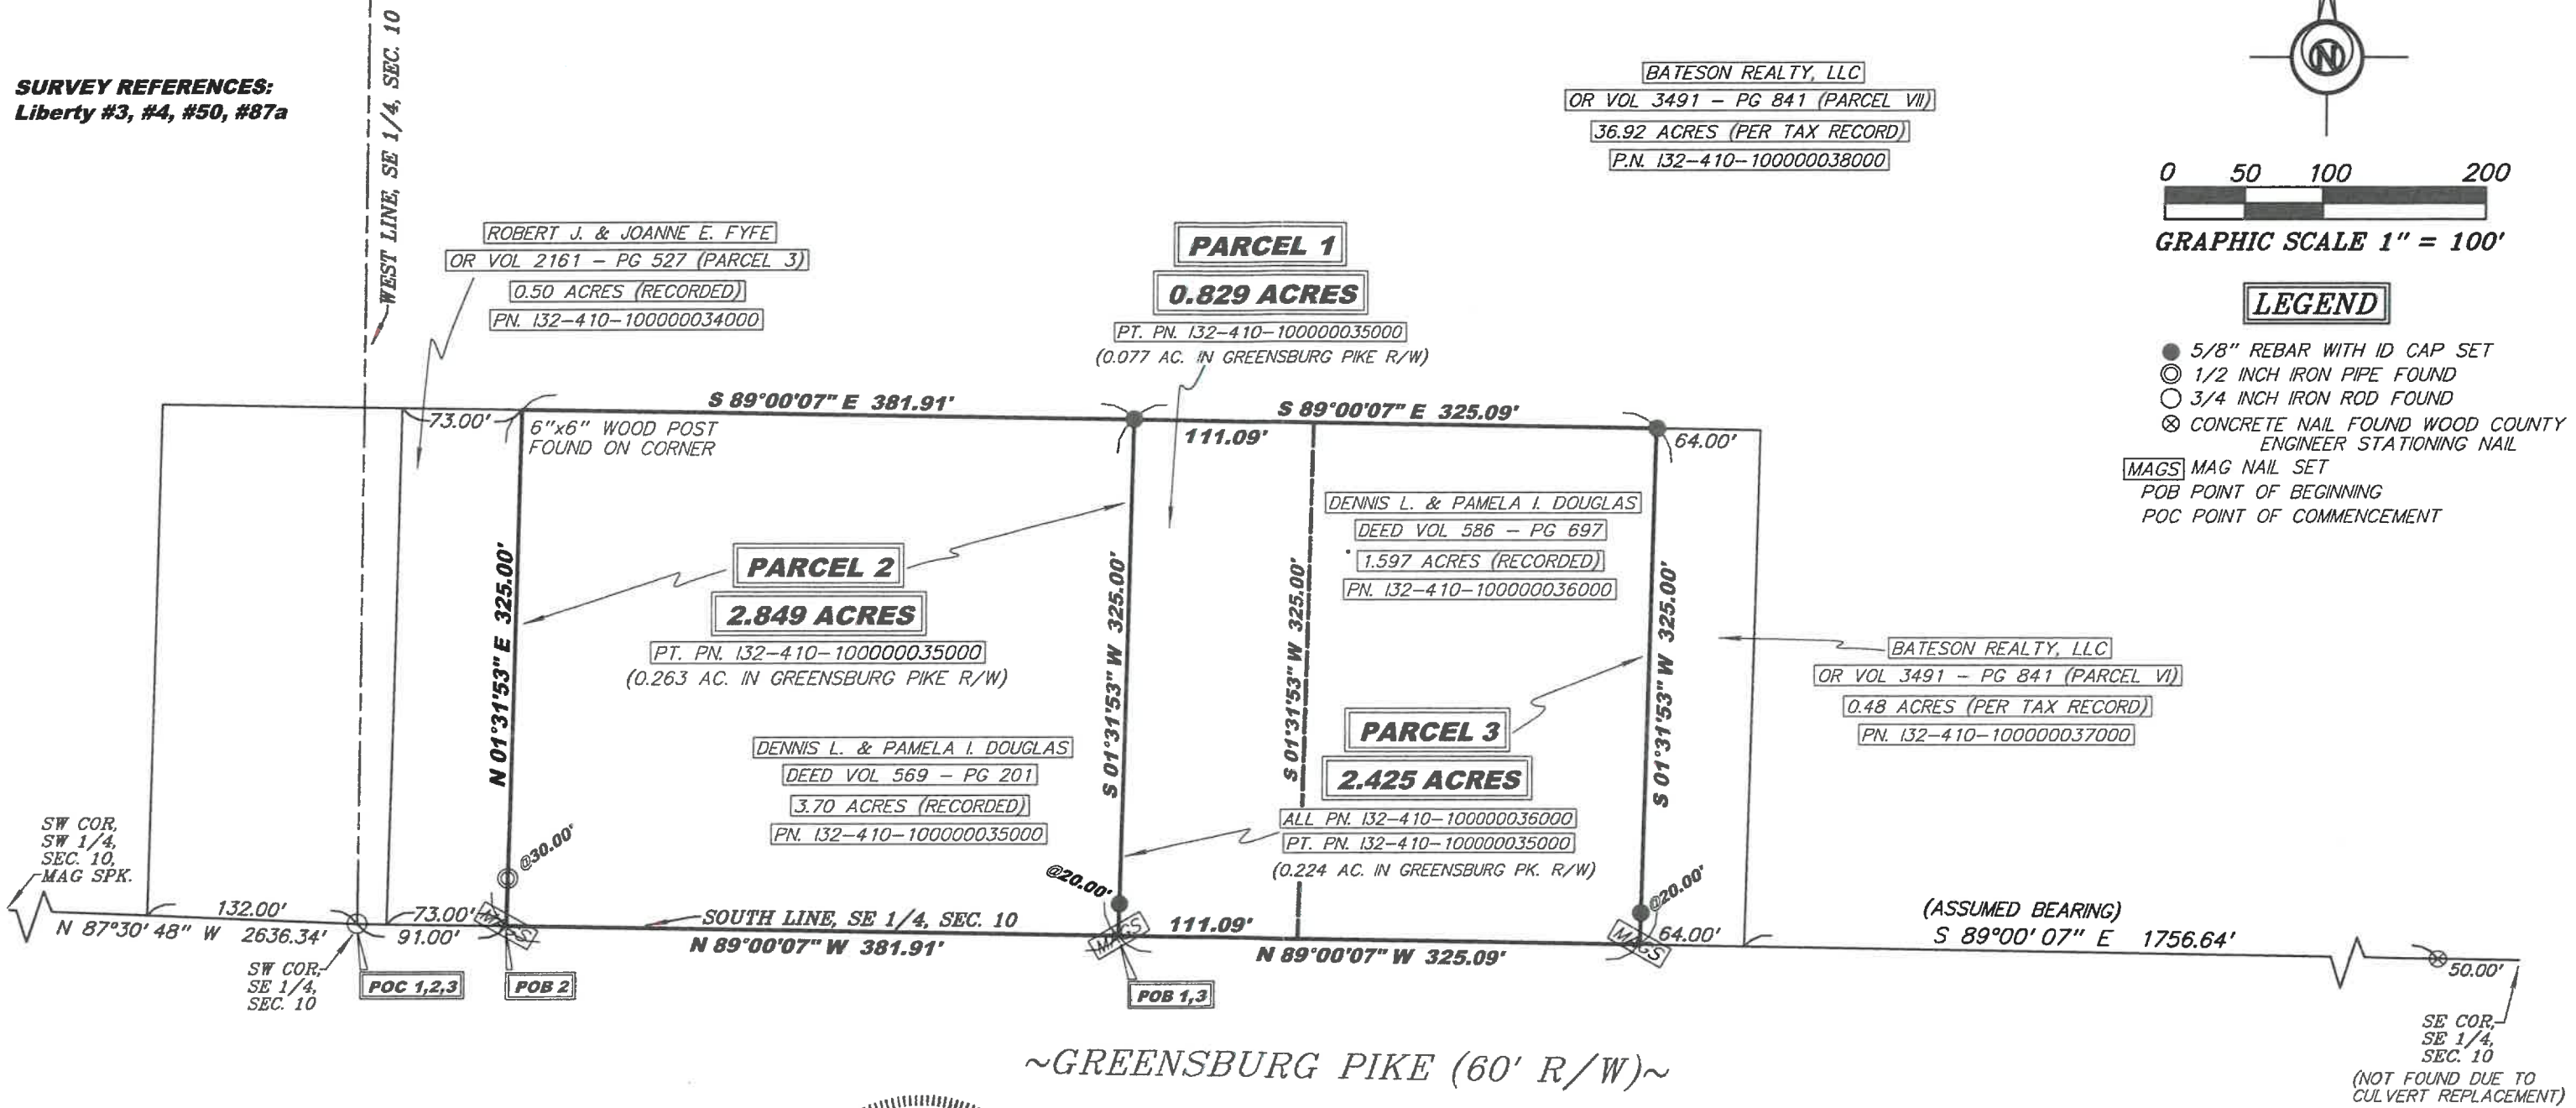 SURVEY REFERENCES:
Liberty #3, #4, #50, #87a
WEST LINE, SE 1/4, SEC. 10
ROBERT J. & JOANNE E. FYFE
OR VOL 2161 - PG 527 (PARCEL 3)
0.50 ACRES (RECORDED)
PN. I32-410-100000034000
PARCEL 1
0.829 ACRES
PT. PN. I32-410-100000035000
(0.077 AC. IN GREENSBURG PIKE R/W)
BATESON REALTY, LLC
OR VOL 3491 - PG 841 (PARCEL VII)
36.92 ACRES (PER TAX RECORD)
P.N. I32-410-100000038000
N
0 50 100 200
GRAPHIC SCALE 1" = 100'
LEGEND
5/8" REBAR WITH ID CAP SET
1/2 INCH IRON PIPE FOUND
3/4 INCH IRON ROD FOUND
CONCRETE NAIL FOUND WOOD COUNTY
ENGINEER STATIONING NAIL
MAGS MAG NAIL SET
POB POINT OF BEGINNING
POC POINT OF COMMENCEMENT
73.00'
S 89°00'07" E 381.91'
S 89°00'07" E 325.09'
111.09'
64.00'
6"x6" WOOD POST
FOUND ON CORNER
N 01°31'53" E 325.00'
PARCEL 2
2.849 ACRES
PT. PN. I32-410-100000035000
(0.263 AC. IN GREENSBURG PIKE R/W)
DENNIS L. & PAMELA I. DOUGLAS
DEED VOL 569 - PG 201
3.70 ACRES (RECORDED)
PN. I32-410-100000035000
S 01°31'53" W 325.00'
S 01°31'53" W 325.00'
DENNIS L. & PAMELA I. DOUGLAS
DEED VOL 586 - PG 697
1.597 ACRES (RECORDED)
PN. I32-410-100000036000
PARCEL 3
2.425 ACRES
ALL PN. I32-410-100000036000
PT. PN. I32-410-100000035000
(0.224 AC. IN GREENSBURG PK. R/W)
S 01°31'53" W 325.00'
BATESON REALTY, LLC
OR VOL 3491 - PG 841 (PARCEL VI)
0.48 ACRES (PER TAX RECORD)
PN. I32-410-100000037000
SW COR,
SW 1/4,
SEC. 10,
MAG SPK.
@30.00'
@20.00'
@20.00'
132.00'
N 87°30'48" W 2636.34'
73.00'
91.00'
MAGS
SOUTH LINE, SE 1/4, SEC. 10
N 89°00'07" W 381.91'
MAGS
111.09'
N 89°00'07" W 325.09'
MAGS
64.00'
(ASSUMED BEARING)
S 89°00'07" E 1756.64'
50.00'
SW COR,
SE 1/4,
SEC. 10
POC 1,2,3
POB 2
POB 1,3
~GREENSBURG PIKE (60' R/W)~
SE COR,
SE 1/4,
SEC. 10
(NOT FOUND DUE TO
CULVERT REPLACEMENT)